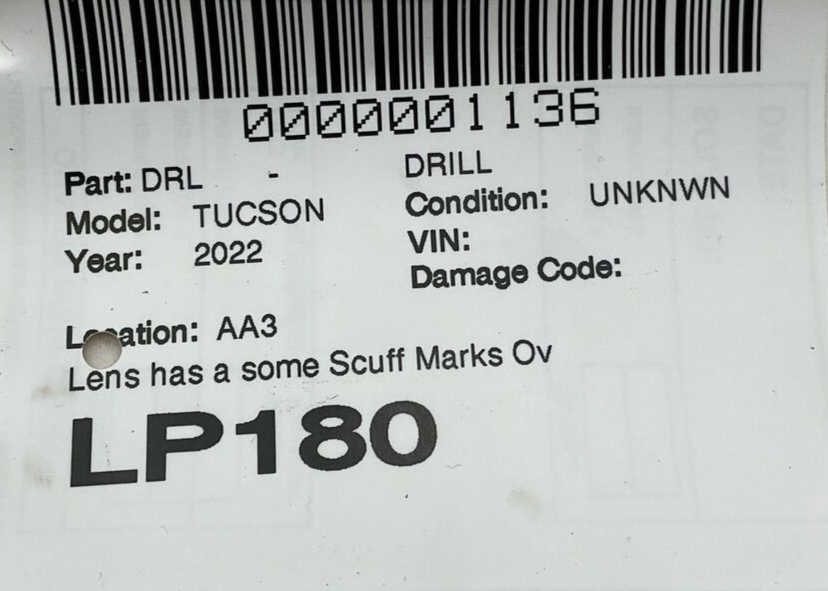 0000001136
Part: DRL - DRILL
Model: TUCSON Condition: UNKNWN
Year: 2022 VIN:
Damage Code:
Location: AA3
Lens has a some Scuff Marks Ov
LP180